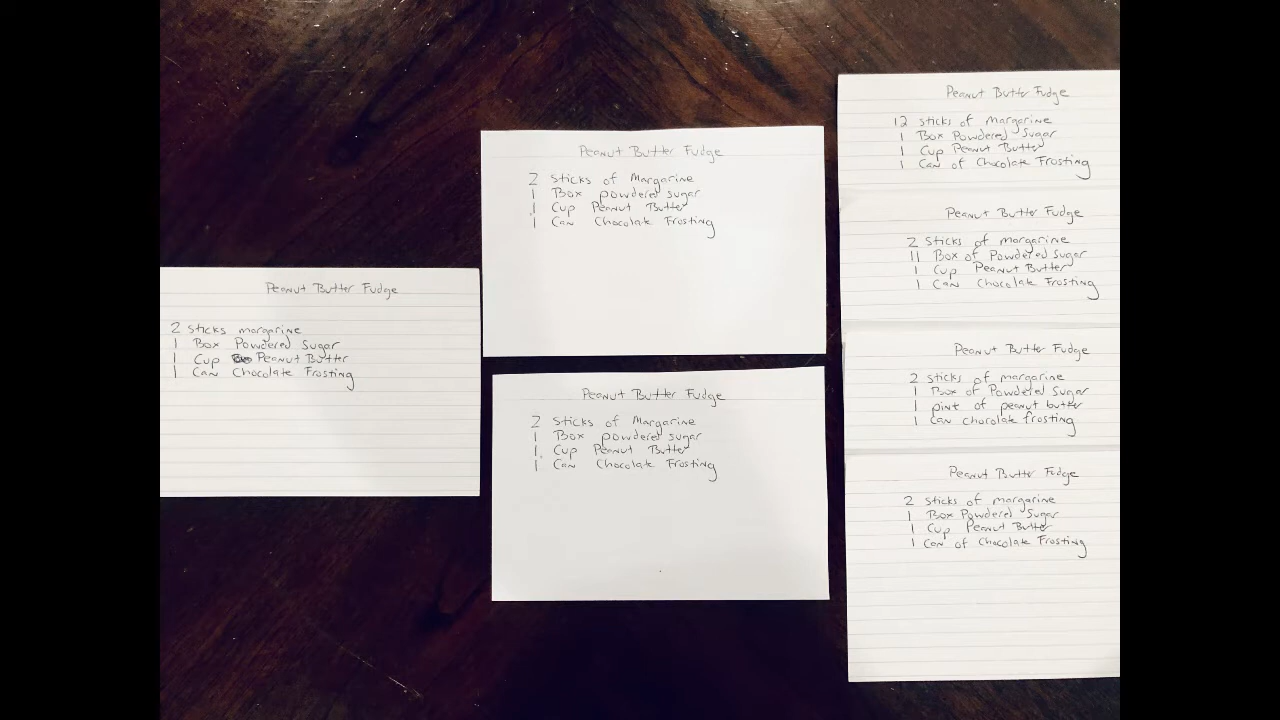 Peanut Butter Fudge
2 Sticks margarine
1 Box Powdered Sugar
1 Cup Peanut Butter
1 Can Chocolate Frosting
Peanut Butter Fudge
2 Sticks of Margarine
1 Box powdered sugar
1 Cup Peanut Butter
1 Can Chocolate Frosting
Peanut Butter Fudge
2 Sticks of Margarine
1 Box powdered sugar
1 Cup Peanut Butter
1 Can Chocolate Frosting
Peanut Butter Fudge
12 Sticks of Margarine
1 Box Powdered Sugar
1 Cup Peanut Butter
1 Can of Chocolate Frosting
Peanut Butter Fudge
2 Sticks of margarine
11 Box of Powdered Sugar
1 Cup Peanut Butter
1 Can Chocolate Frosting
Peanut Butter Fudge
2 Sticks of margarine
1 Box of Powdered Sugar
1 pint of peanut butter
1 Can chorolate frosting
Peanut Butter Fudge
2 Sticks of margarine
1 Box Powdered Sugar
1 Cup Peanut Butter
1 Can of Chocolate Frosting